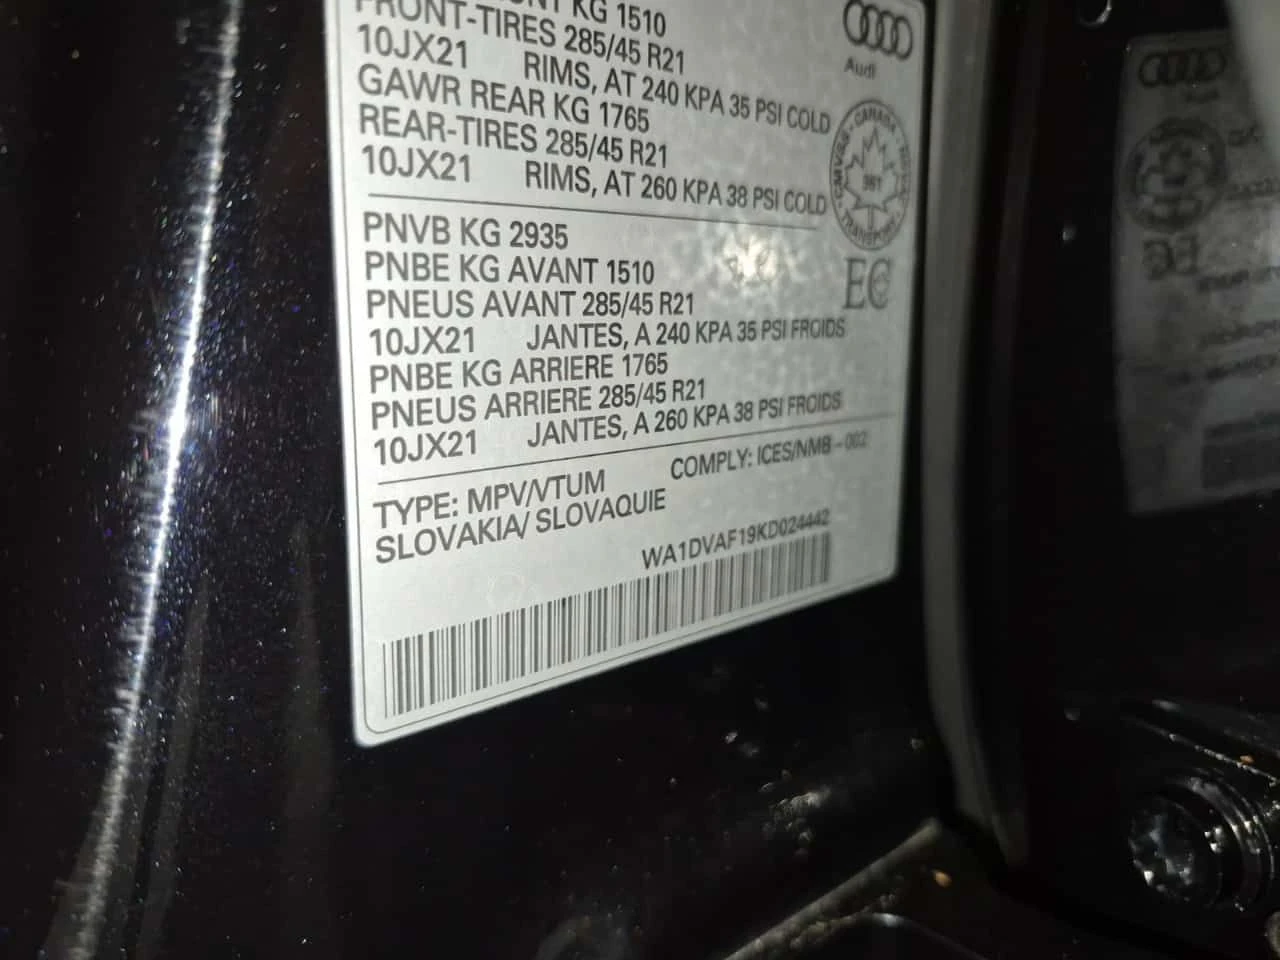 FRONT KG 1510
FRONT-TIRES 285/45 R21
10JX21 RIMS, AT 240 KPA 35 PSI COLD
GAWR REAR KG 1765
REAR-TIRES 285/45 R21
10JX21 RIMS, AT 260 KPA 38 PSI COLD
Audi
CANADA
TRANSPORT
EC
PNVB KG 2935
PNBE KG AVANT 1510
PNEUS AVANT 285/45 R21
10JX21 JANTES, A 240 KPA 35 PSI FROIDS
PNBE KG ARRIERE 1765
PNEUS ARRIERE 285/45 R21
10JX21 JANTES, A 260 KPA 38 PSI FROIDS
TYPE: MPV/VTUM
COMPLY: ICES/NMB-002
SLOVAKIA/ SLOVAQUIE
WA1DVAF19KD024442